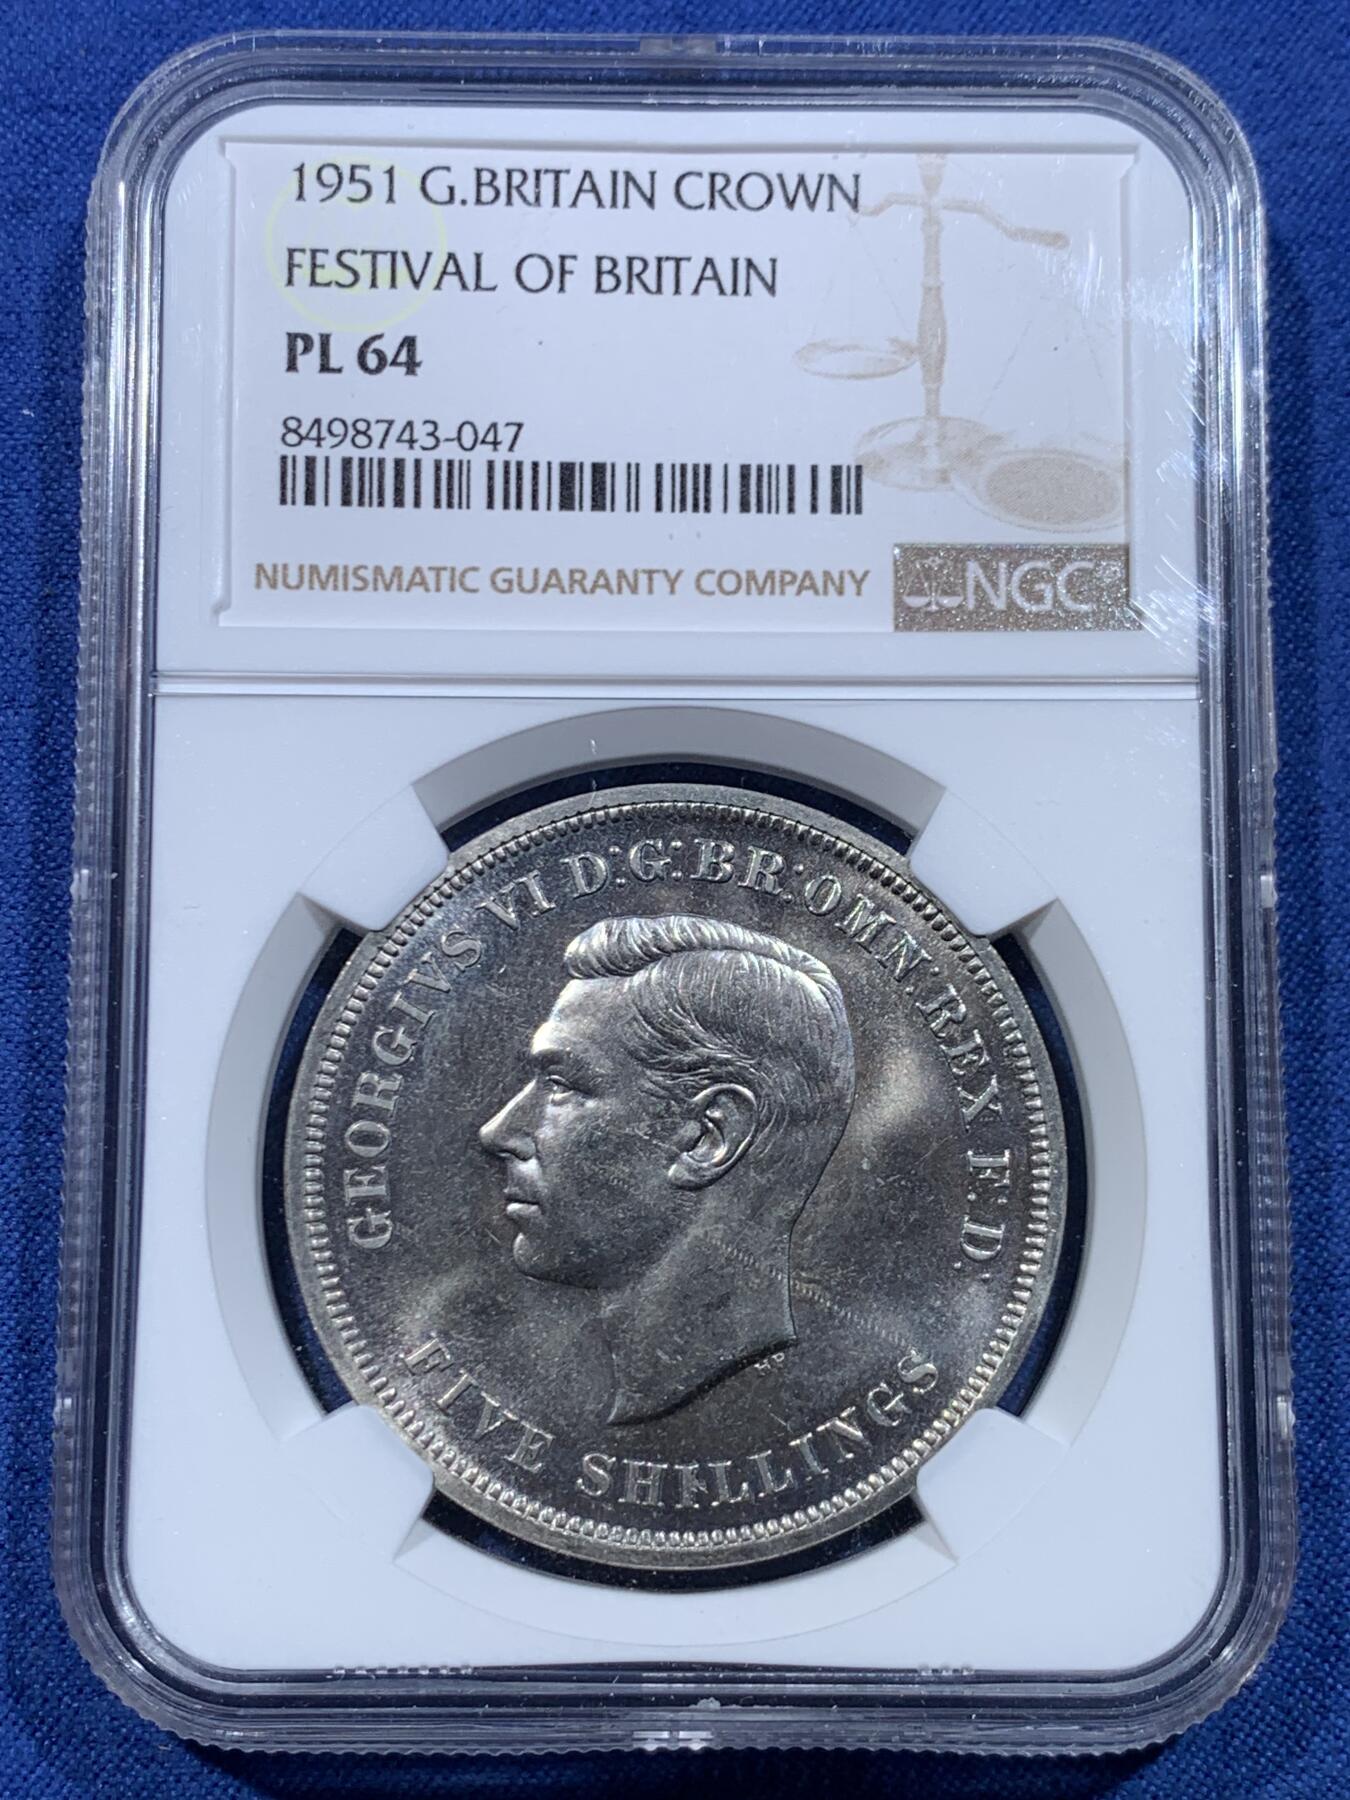 1951 G.BRITAIN CROWN
FESTIVAL OF BRITAIN
PL 64
8498743-047
NUMISMATIC GUARANTY COMPANY
NGC
GEORGIVS VI D:G:BR:OMN:REX F:D:
HP
FIVE SHILLINGS